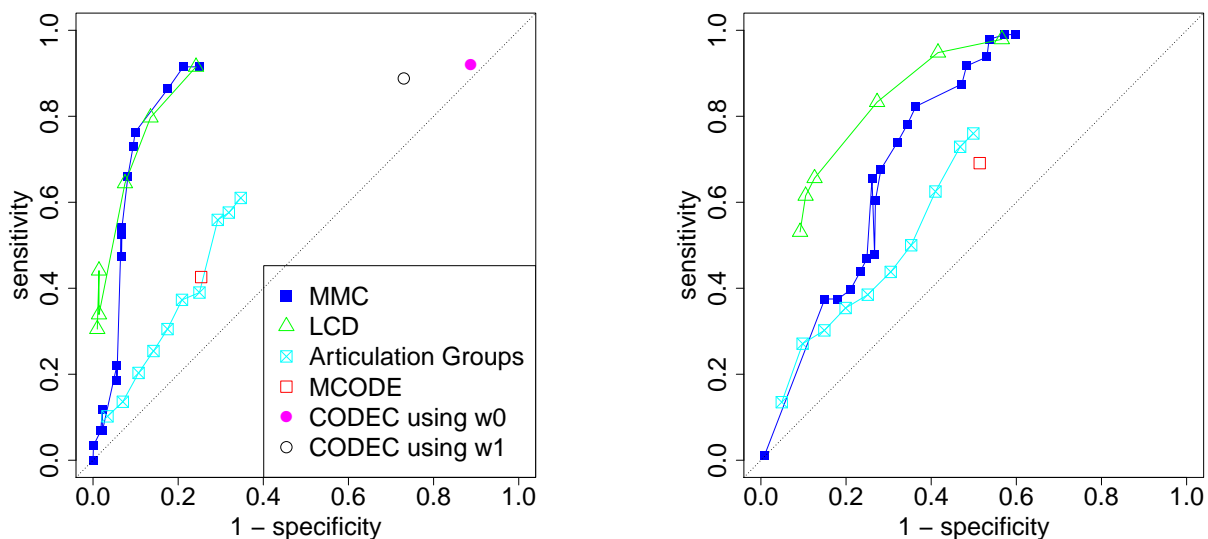 1.0
0.8
0.6
0.4
0.2
0.0
sensitivity
MMC
LCD
Articulation Groups
MCODE
CODEC using w0
CODEC using w1
0.0 0.2 0.4 0.6 0.8 1.0
1 − specificity
1.0
0.8
0.6
0.4
0.2
0.0
sensitivity
0.0 0.2 0.4 0.6 0.8 1.0
1 − specificity